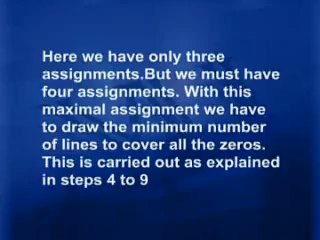 Here we have only three
assignments.But we must have
four assignments. With this
maximal assignment we have
to draw the minimum number
of lines to cover all the zeros.
This is carried out as explained
in steps 4 to 9